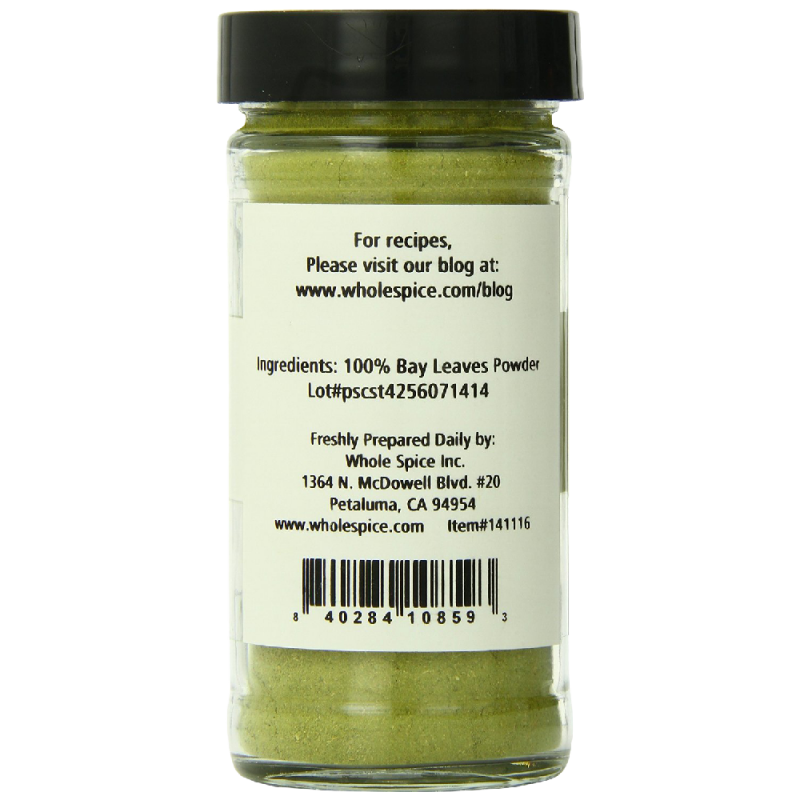 For recipes,
Please visit our blog at:
www.wholespice.com/blog
Ingredients: 100% Bay Leaves Powder
Lot#pscst4256071414
Freshly Prepared Daily by:
Whole Spice Inc.
1364 N. McDowell Blvd. #20
Petaluma, CA 94954
www.wholespice.com Item#141116
8 40284 10859 3